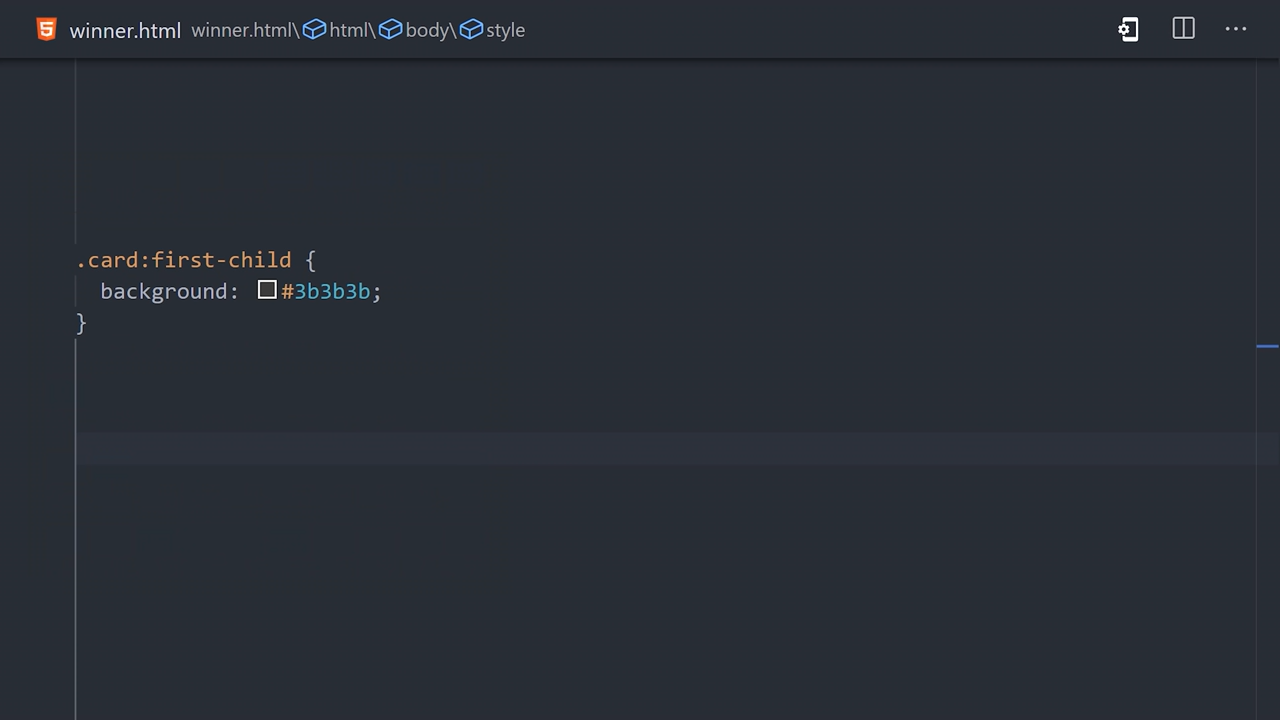 winner.html winner.html\html\body\style
.card:first-child {
background: #3b3b3b;
}